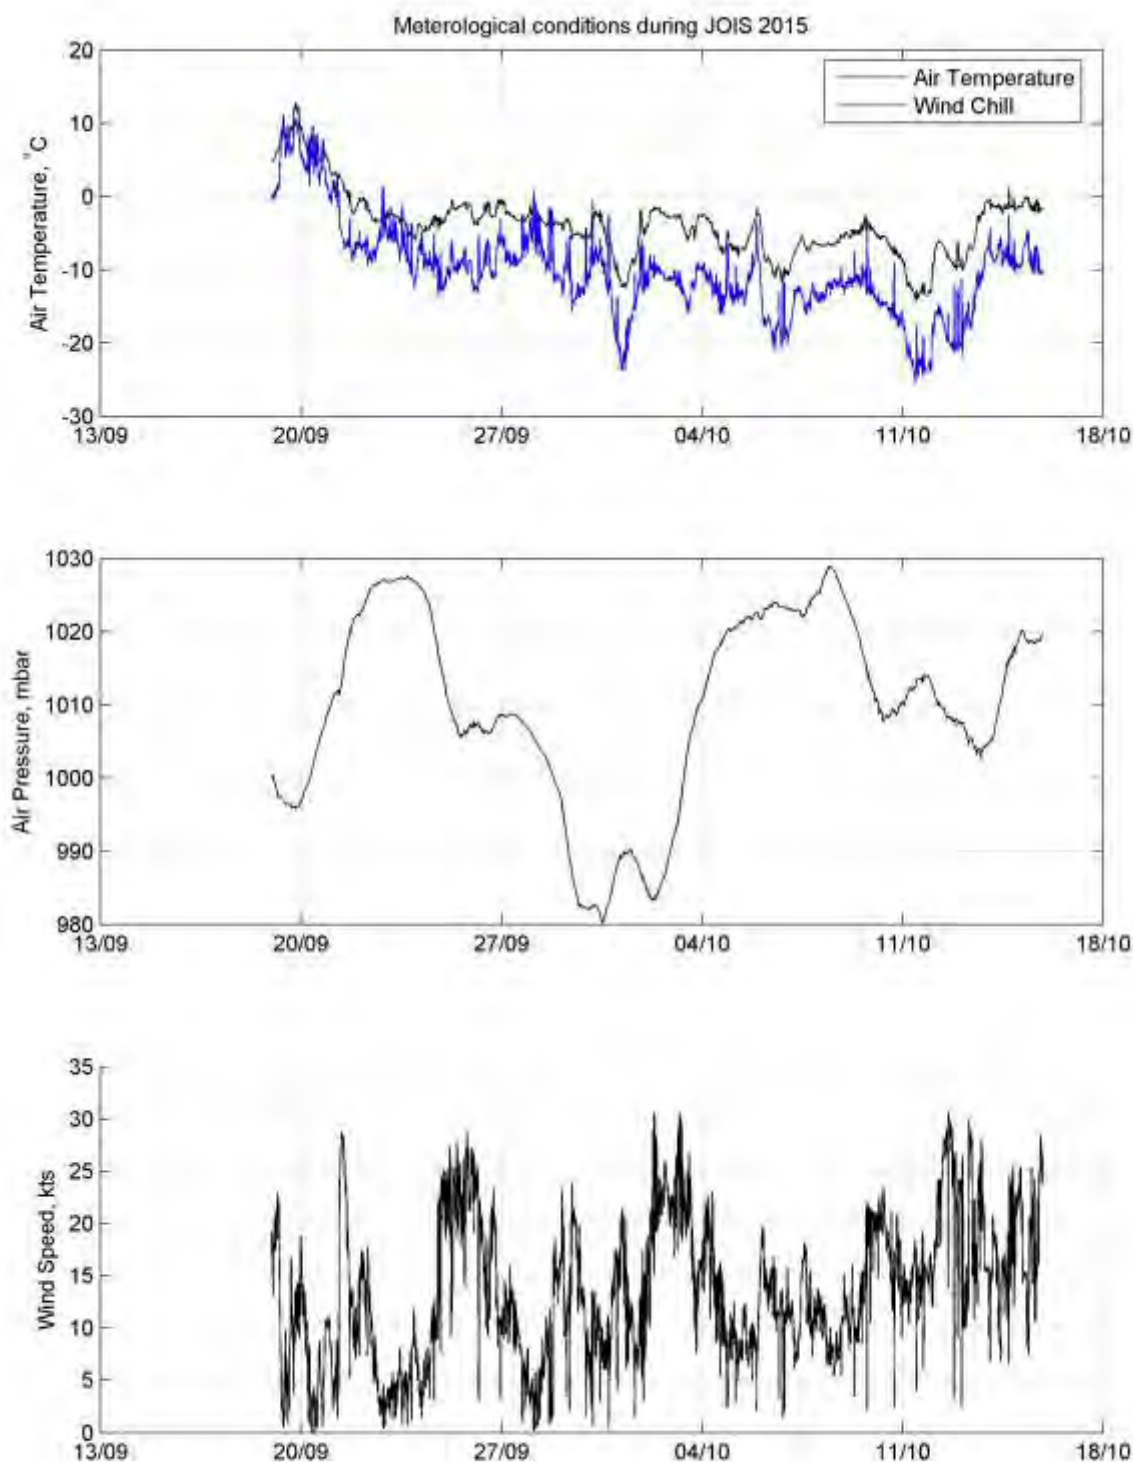 Meterological conditions during JOIS 2015
20
10
0
-10
-20
-30
Air Temperature, °C
Air Temperature
Wind Chill
13/09 20/09 27/09 04/10 11/10 18/10
1030
1020
1010
1000
990
980
Air Pressure, mbar
13/09 20/09 27/09 04/10 11/10 18/10
35
30
25
20
15
10
5
0
Wind Speed, kts
13/09 20/09 27/09 04/10 11/10 18/10